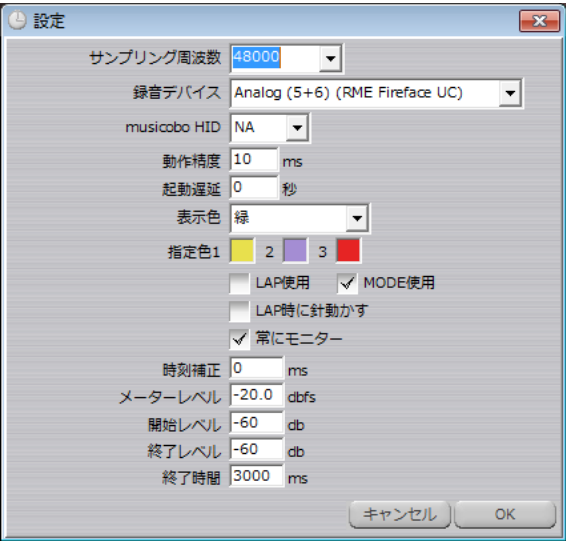 設定
サンプリング周波数 48000
録音デバイス Analog (5+6) (RME Fireface UC)
musicobo HID NA
動作精度 10 ms
起動遅延 0 秒
表示色 緑
指定色1 2 3
LAP使用 MODE使用
LAP時に針動かす
常にモニター
時刻補正 0 ms
メーターレベル -20.0 dbfs
開始レベル -60 db
終了レベル -60 db
終了時間 3000 ms
キャンセル OK